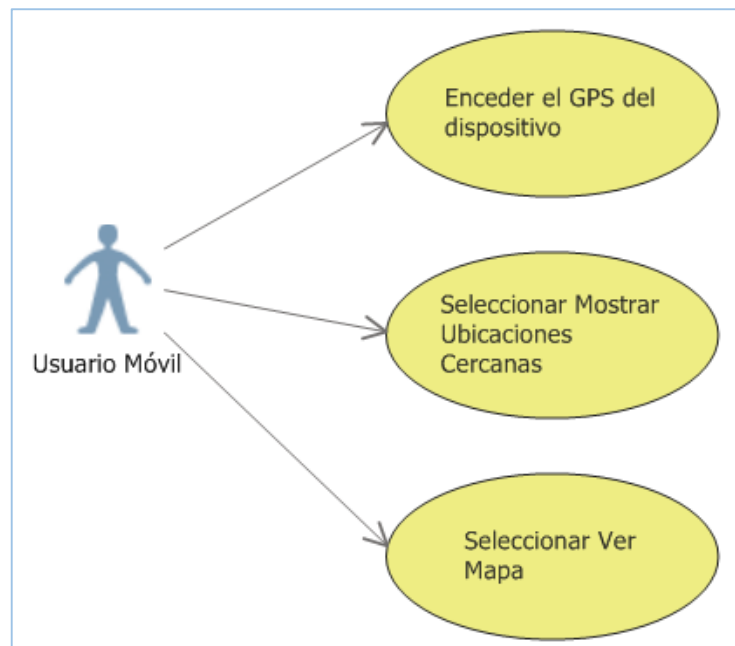 Enceder el GPS del
dispositivo
Seleccionar Mostrar
Ubicaciones
Cercanas
Usuario Móvil
Seleccionar Ver
Mapa